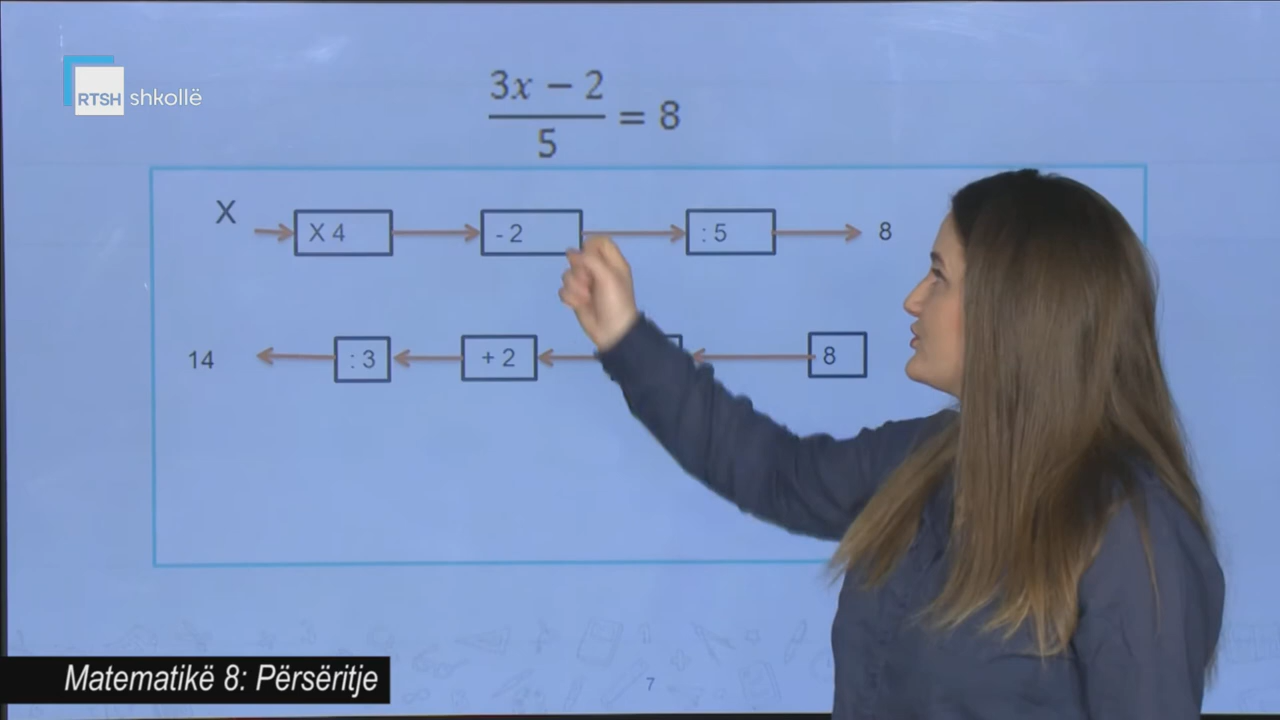 RTSH shkollë
3x − 2
5
= 8
X
X 4
- 2
: 5
8
14
: 3
+ 2
8
7
Matematikë 8: Përsëritje